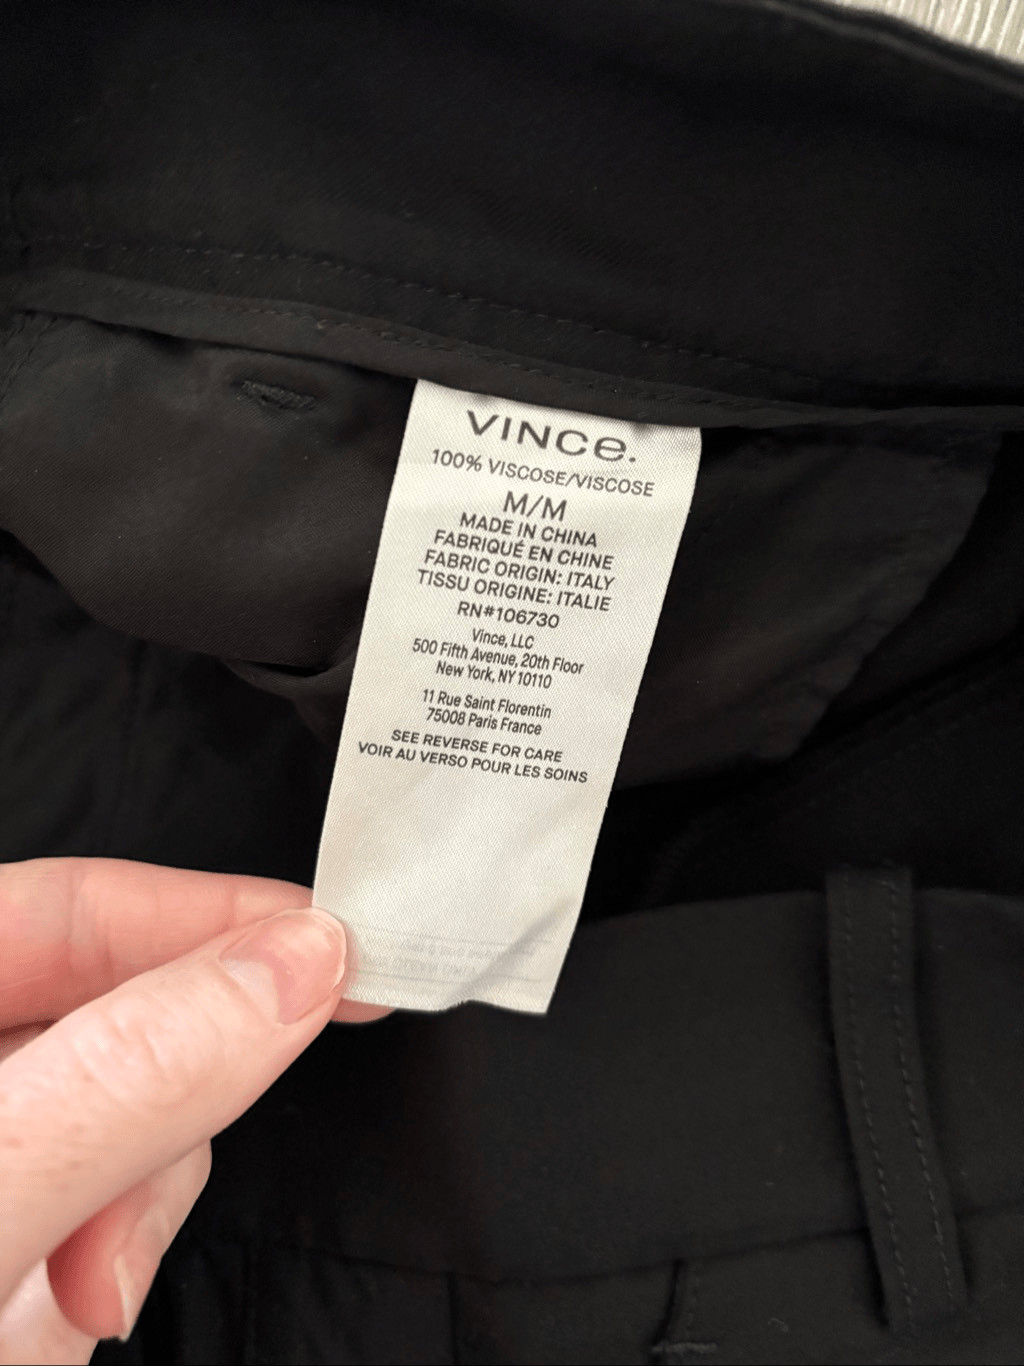 VINCE.
100% VISCOSE/VISCOSE
M/M
MADE IN CHINA
FABRIQUÉ EN CHINE
FABRIC ORIGIN: ITALY
TISSU ORIGINE: ITALIE
RN#106730
Vince, LLC
500 Fifth Avenue, 20th Floor
New York, NY 10110
11 Rue Saint Florentin
75008 Paris France
SEE REVERSE FOR CARE
VOIR AU VERSO POUR LES SOINS